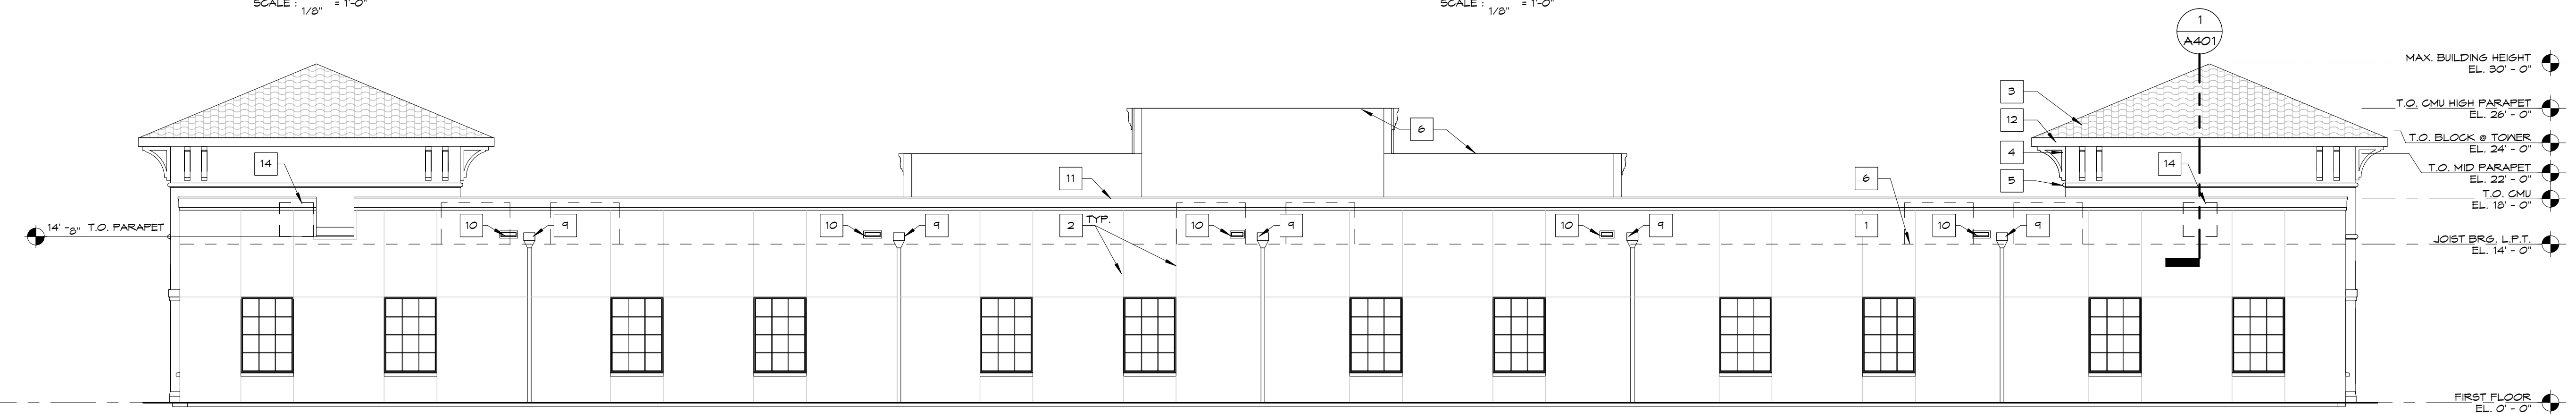 SCALE : 1/8" = 1'-0"
SCALE : 1/8" = 1'-0"
1
A401
MAX. BUILDING HEIGHT
EL. 30' - 0"
3
T.O. CMU HIGH PARAPET
EL. 26' - 0"
12
6
T.O. BLOCK @ TOWER
EL. 24' - 0"
4
14
14
T.O. MID PARAPET
EL. 22' - 0"
11
6
5
T.O. CMU
EL. 18' - 0"
14' -8" T.O. PARAPET
10
9
10
9
2
TYP.
10
9
10
9
1
10
9
JOIST BRG. L.P.T.
EL. 14' - 0"
FIRST FLOOR
EL. 0' - 0"